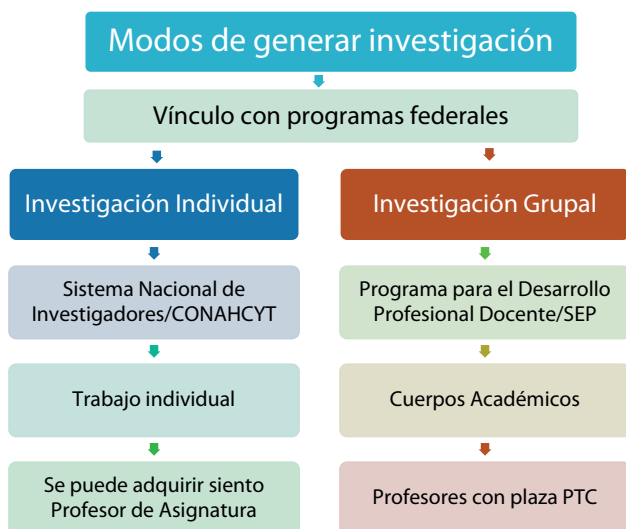 Modos de generar investigación
Vínculo con programas federales
Investigación Individual
Sistema Nacional de
Investigadores/CONAHCYT
Trabajo individual
Se puede adquirir siento
Profesor de Asignatura
Investigación Grupal
Programa para el Desarrollo
Profesional Docente/SEP
Cuerpos Académicos
Profesores con plaza PTC